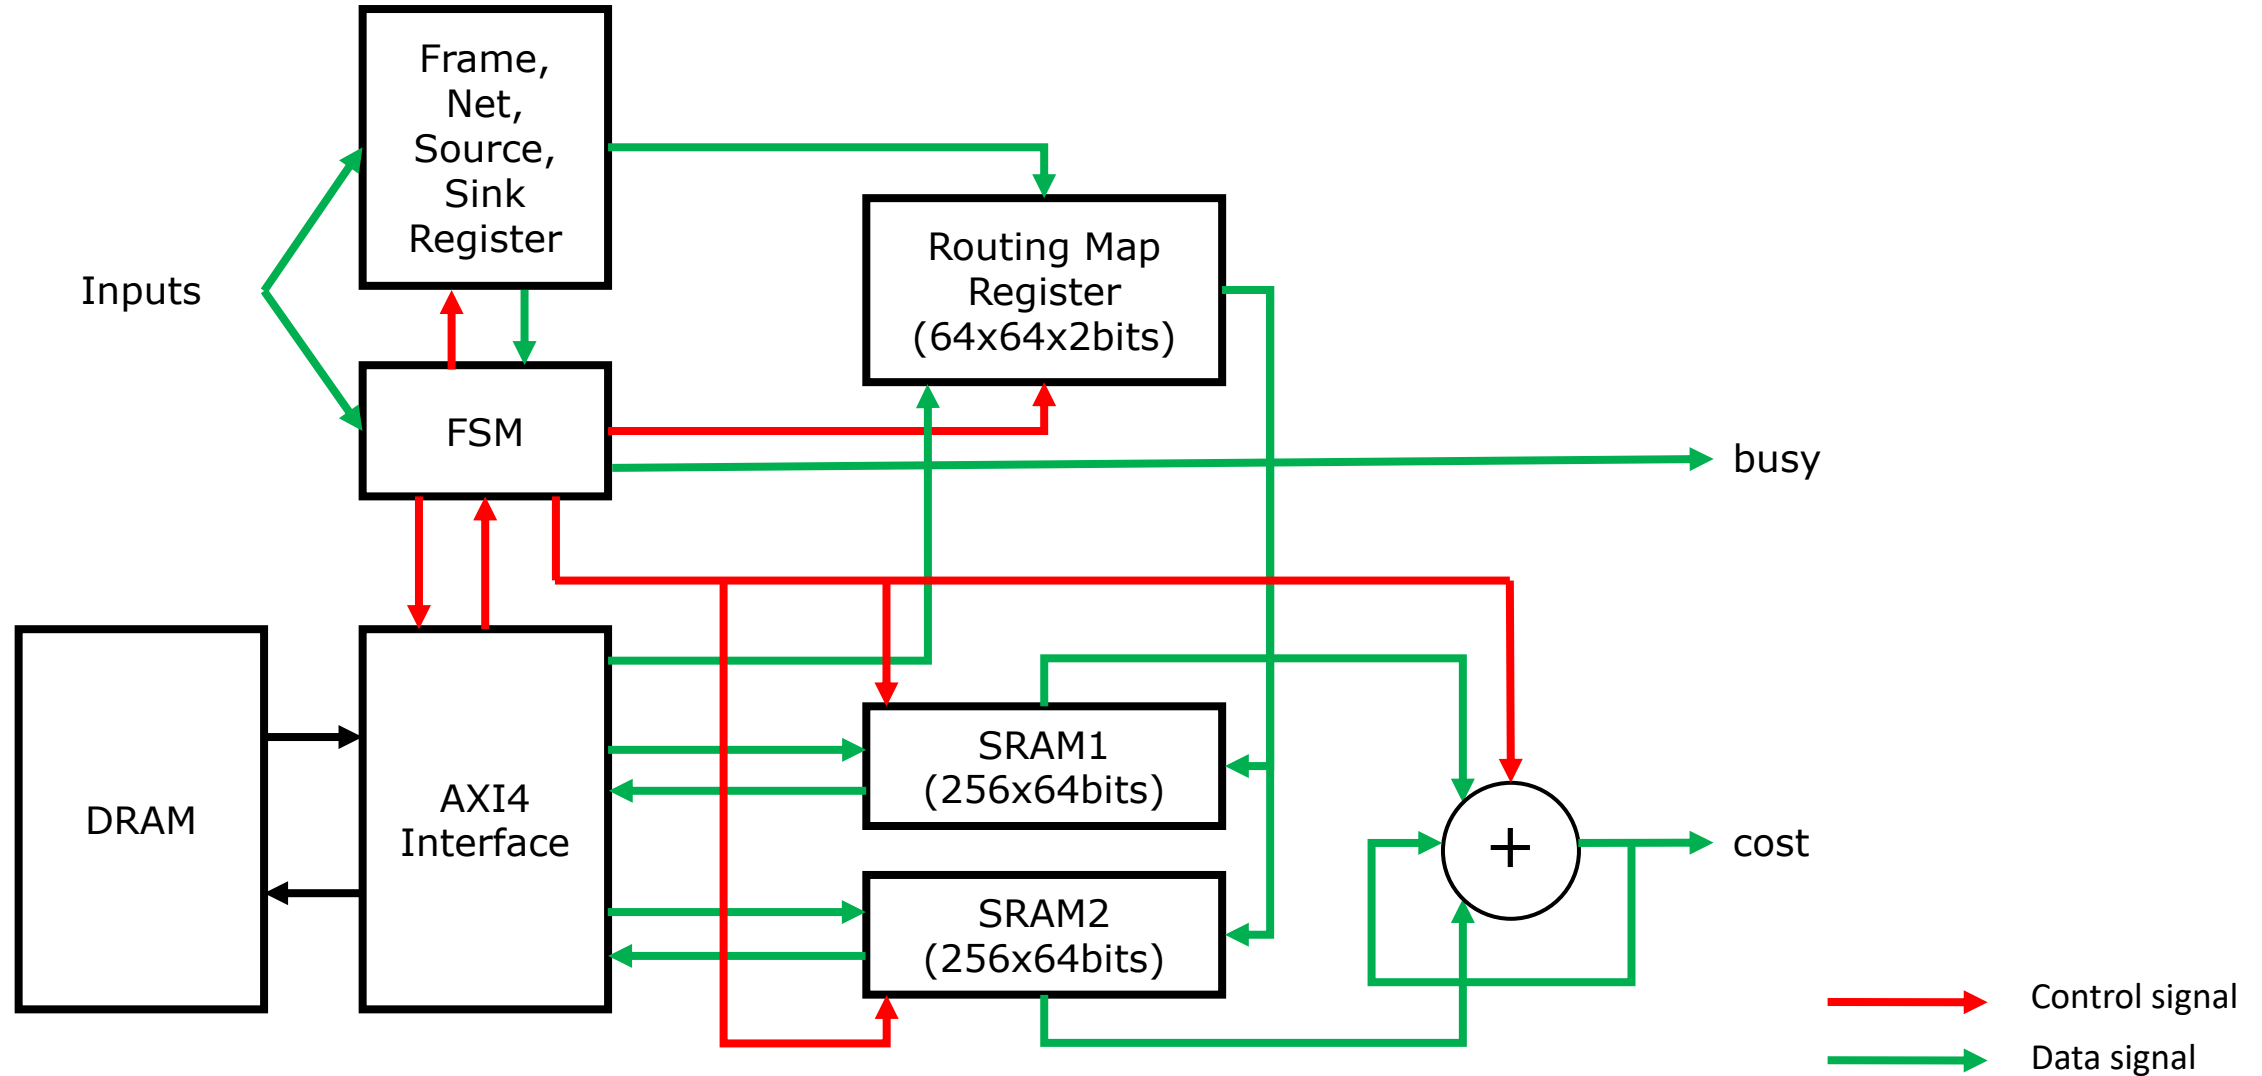 Frame,
Net,
Source,
Sink
Register
Inputs
Routing Map
Register
(64x64x2bits)
FSM
busy
DRAM
AXI4
Interface
SRAM1
(256x64bits)
SRAM2
(256x64bits)
+
cost
Control signal
Data signal